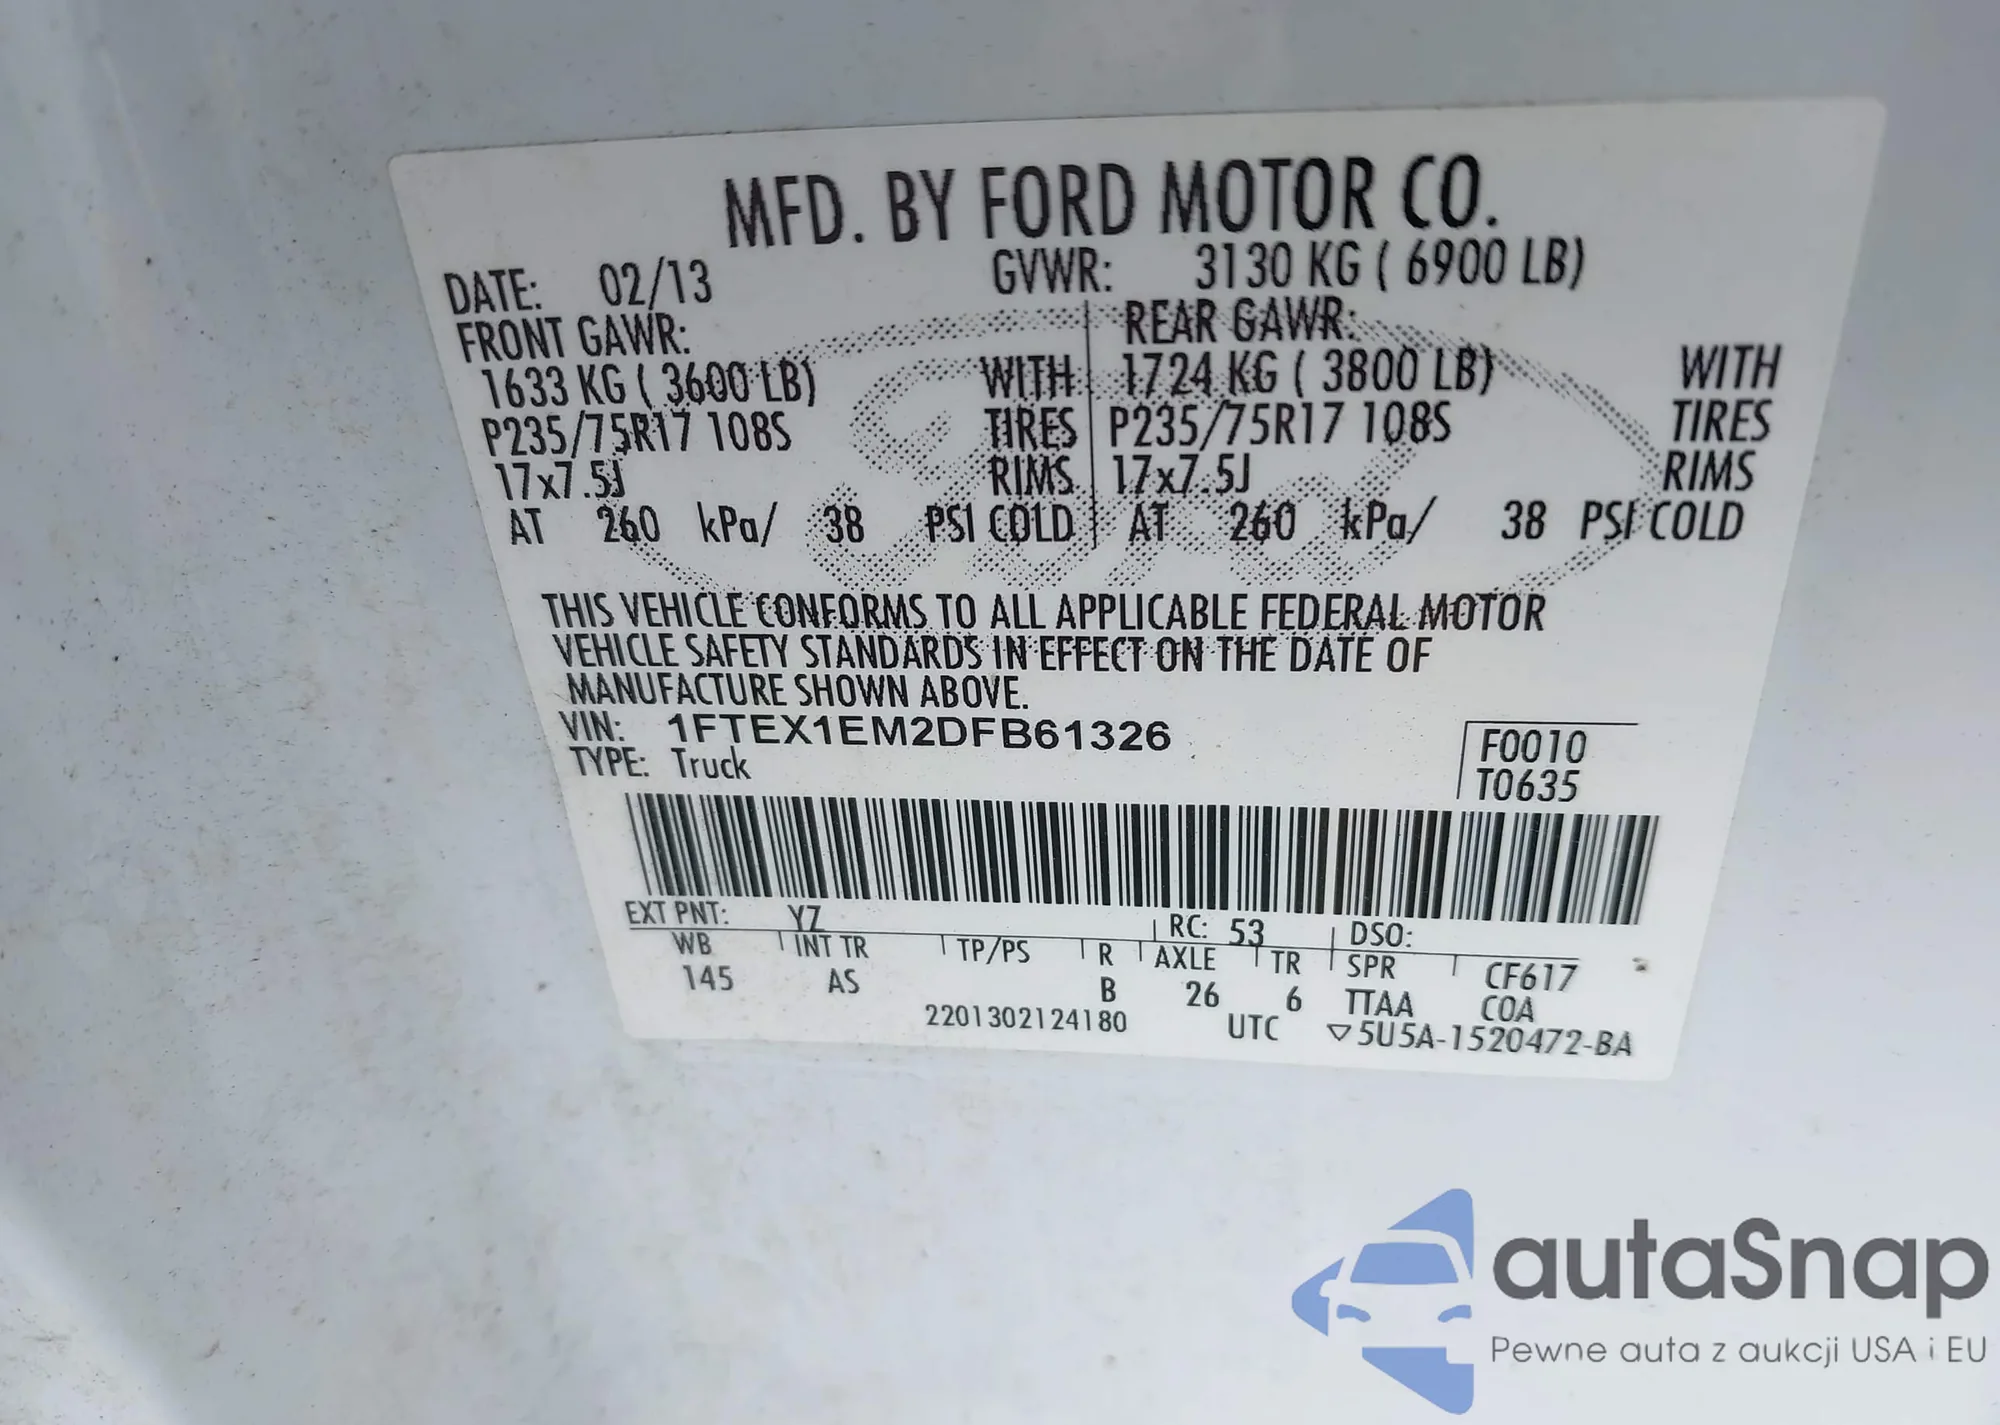 MFD. BY FORD MOTOR CO.
DATE: 02/13 GVWR: 3130 KG ( 6900 LB)
FRONT GAWR: REAR GAWR:
1633 KG ( 3600 LB) WITH 1724 KG ( 3800 LB) WITH
P235/75R17 108S TIRES P235/75R17 108S TIRES
17x7.5J RIMS 17x7.5J RIMS
AT 260 kPa/ 38 PSI COLD AT 260 kPa/ 38 PSI COLD
THIS VEHICLE CONFORMS TO ALL APPLICABLE FEDERAL MOTOR
VEHICLE SAFETY STANDARDS IN EFFECT ON THE DATE OF
MANUFACTURE SHOWN ABOVE.
VIN: 1FTEX1EM2DFB61326 F0010
TYPE: Truck T0635
EXT PNT: YZ RC: 53 DSO:
WB INT TR TP/PS R AXLE TR SPR CF617
145 AS B 26 6 TTAA COA
2201302124180 UTC ▽5U5A-1520472-BA
autaSnap
Pewne auta z aukcji USA i EU